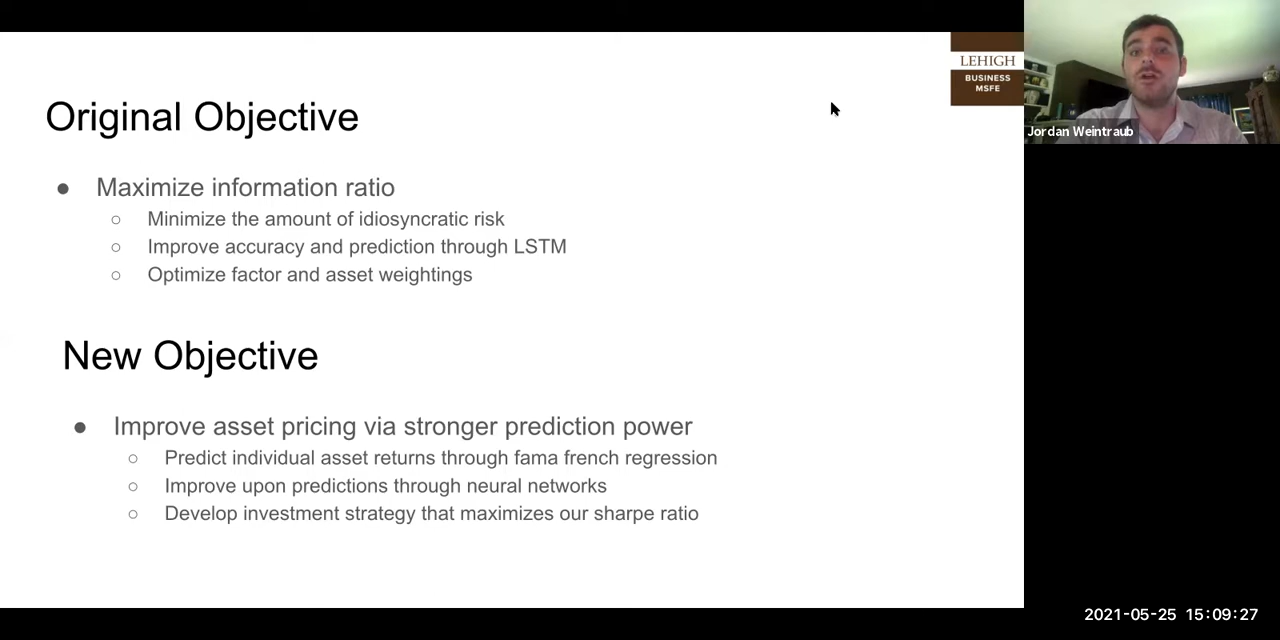 LEHIGH
BUSINESS
MSFE
Jordan Weintraub
Original Objective
● Maximize information ratio
○ Minimize the amount of idiosyncratic risk
○ Improve accuracy and prediction through LSTM
○ Optimize factor and asset weightings
New Objective
● Improve asset pricing via stronger prediction power
○ Predict individual asset returns through fama french regression
○ Improve upon predictions through neural networks
○ Develop investment strategy that maximizes our sharpe ratio
2021-05-25 15:09:27